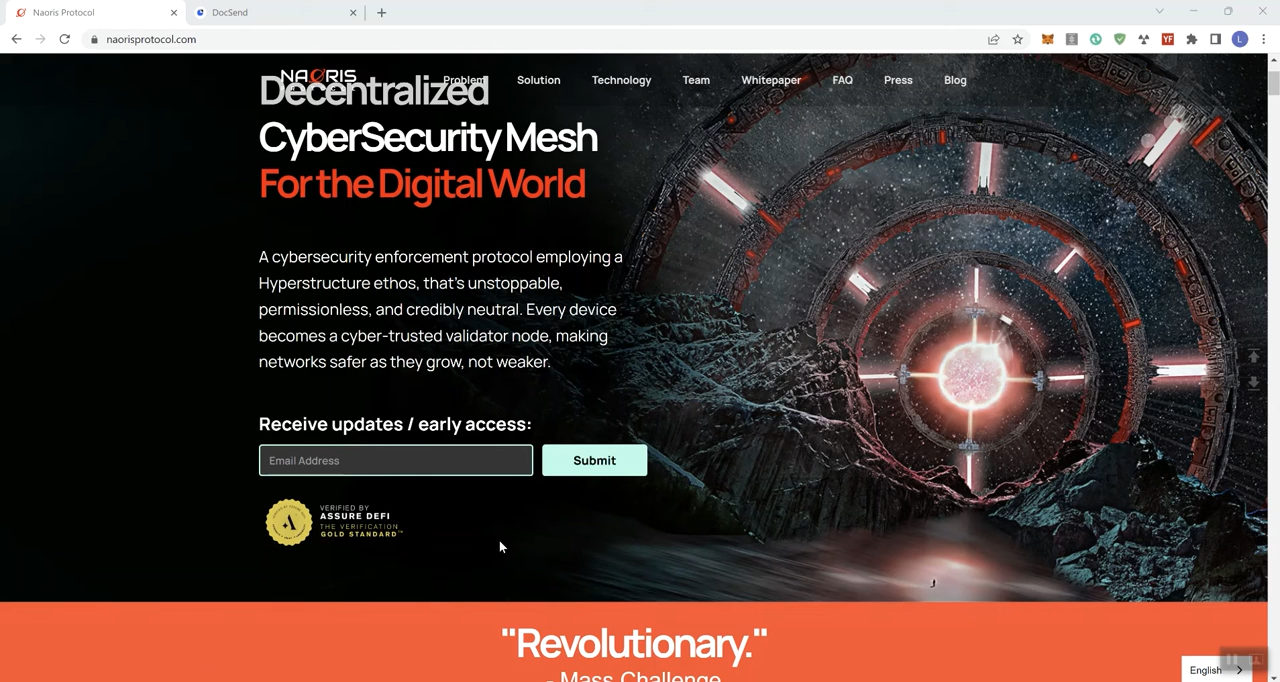 Naoris Protocol
DocSend
naorisprotocol.com
YF
L
NAORIS
Problem
Solution
Technology
Team
Whitepaper
FAQ
Press
Blog
Decentralized
CyberSecurity Mesh
For the Digital World
A cybersecurity enforcement protocol employing a
Hyperstructure ethos, that's unstoppable,
permissionless, and credibly neutral. Every device
becomes a cyber-trusted validator node, making
networks safer as they grow, not weaker.
Receive updates / early access:
Email Address
Submit
VERIFIED BY
ASSURE DEFI
THE VERIFICATION
GOLD STANDARD™
"Revolutionary."
- Mass Challenge
English